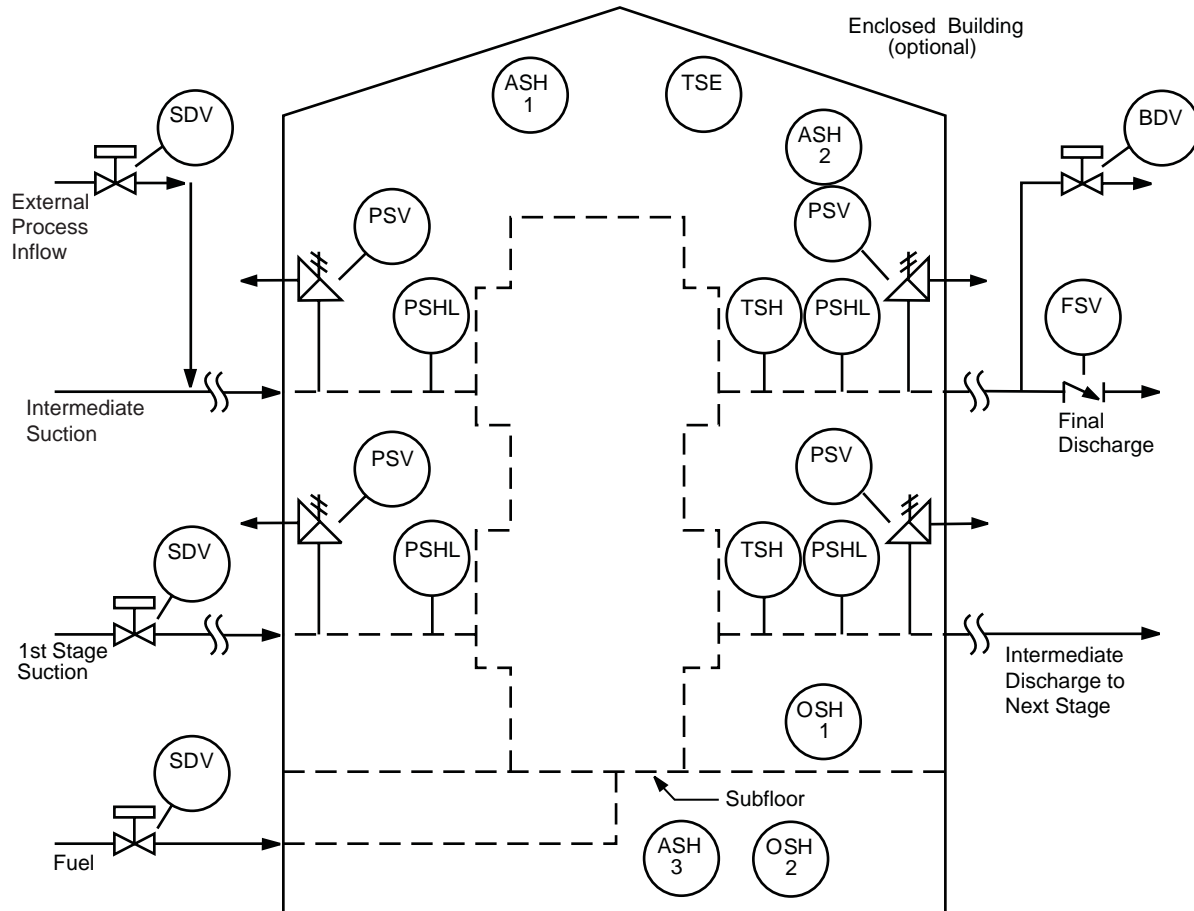 Enclosed Building
(optional)
ASH
1
TSE
SDV
BDV
ASH
2
External
Process
Inflow
PSV
PSV
PSHL
TSH
PSHL
FSV
Intermediate
Suction
Final
Discharge
PSV
PSV
SDV
PSHL
TSH
PSHL
1st Stage
Suction
Intermediate
Discharge to
Next Stage
OSH
1
SDV
Subfloor
Fuel
ASH
3
OSH
2